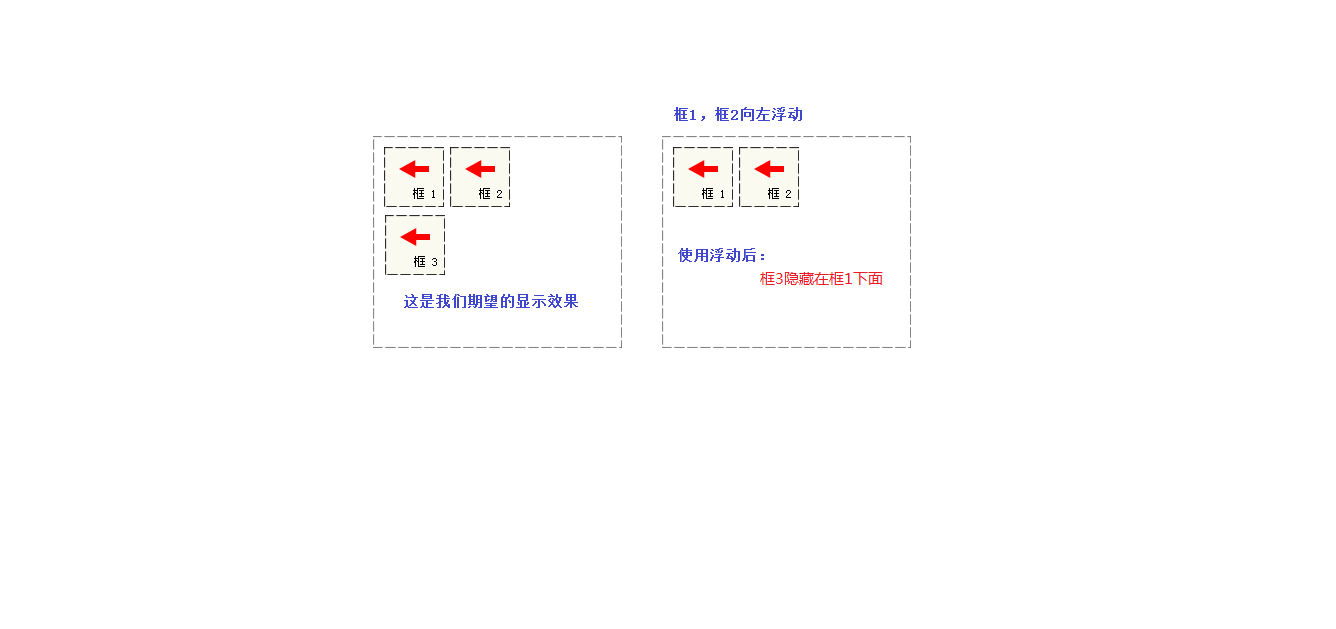 框1，框2向左浮动
框 1
框 2
框 3
这是我们期望的显示效果
框 1
框 2
使用浮动后：
框3隐藏在框1下面